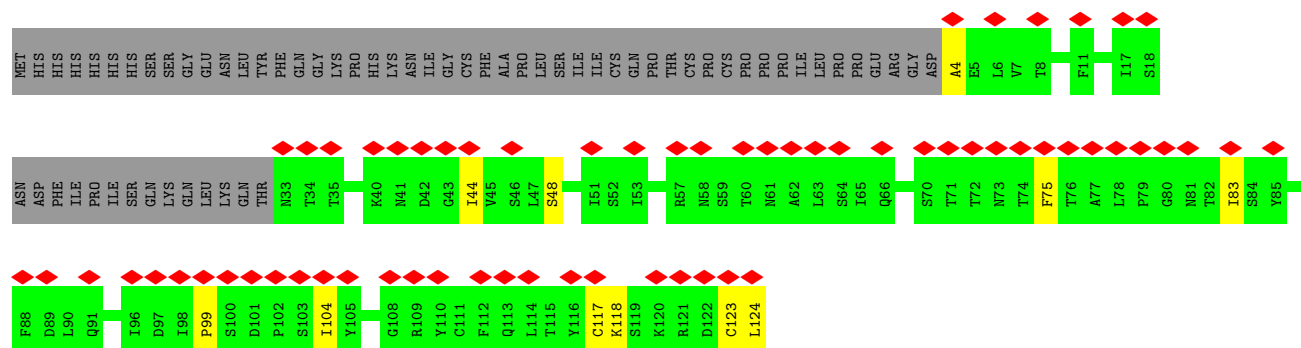 MET HIS HIS HIS HIS HIS HIS SER SER GLY GLU ASN LEU TYR PHE GLN GLY LYS PRO HIS LYS ASN ILE GLY CYS PHE ALA PRO LEU SER ILE ILE CYS GLN PRO THR CYS PRO CYS PRO PRO PRO ILE LEU PRO PRO GLU ARG GLY ASP A4 E5 L6 V7 T8 F11 I17 S18
ASN ASP PHE ILE PRO ILE SER GLN LYS GLN LEU LYS GLN THR N33 T34 T35 K40 N41 D42 G43 I44 V45 S46 L47 S48 I51 S52 I53 R57 N58 S59 T60 N61 A62 L63 S64 I65 Q66 S70 T71 T72 N73 T74 F75 T76 A77 L78 P79 G80 N81 T82 I83 S84 Y85
F88 D89 L90 Q91 I96 D97 I98 P99 S100 D101 P102 S103 I104 Y105 G108 R109 Y110 C111 F112 Q113 L114 T115 Y116 C117 K118 S119 K120 R121 D122 C123 L124